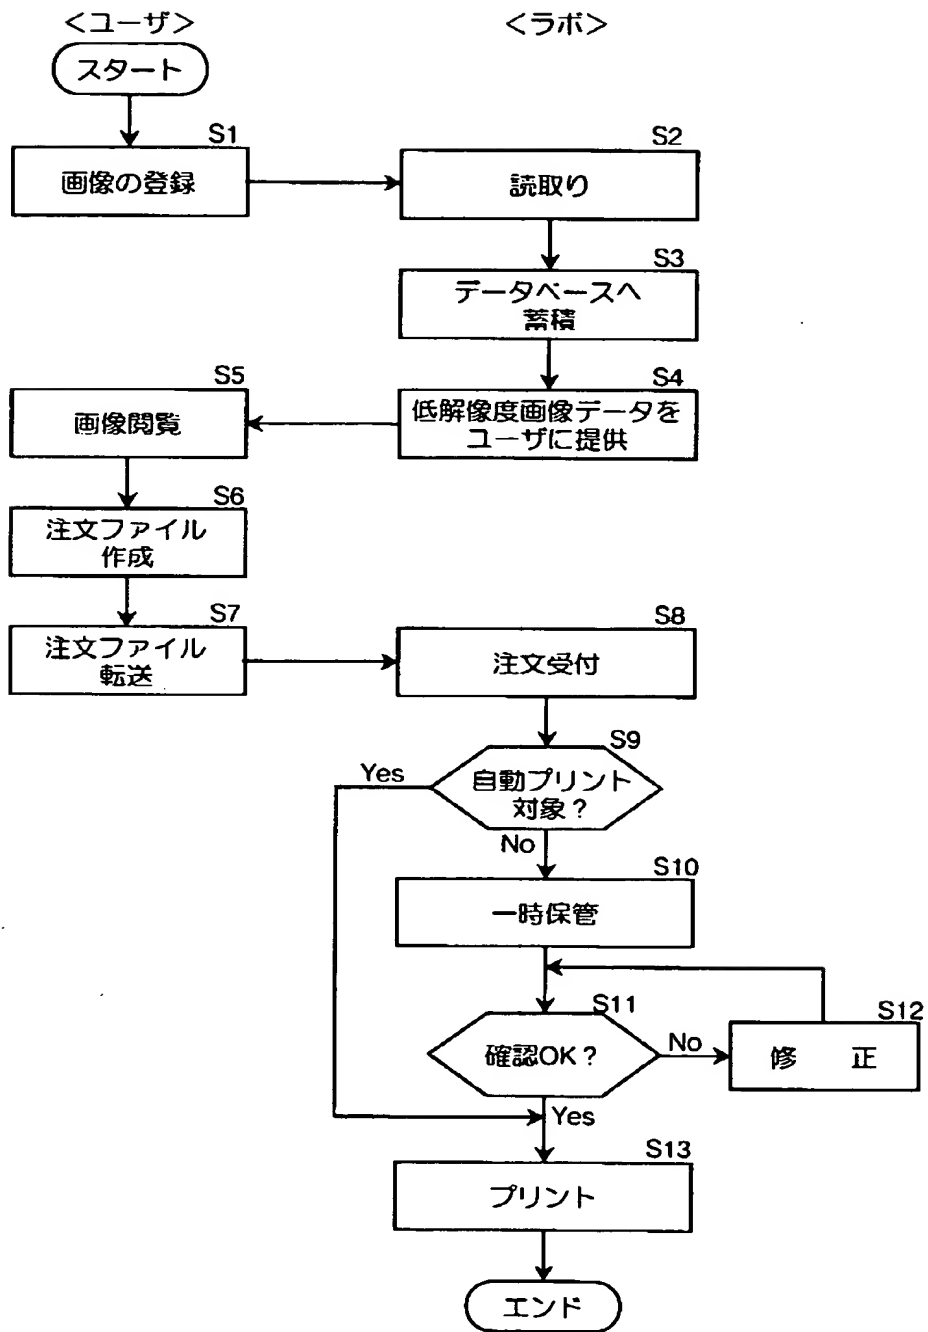 ＜ユーザ＞
＜ラボ＞
スタート
S1
画像の登録
S2
読取り
S3
データベースへ
蓄積
S4
低解像度画像データを
ユーザに提供
S5
画像閲覧
S6
注文ファイル
作成
S7
注文ファイル
転送
S8
注文受付
S9
自動プリント
対象？
Yes
No
S10
一時保管
S11
確認OK？
No
S12
修　正
Yes
S13
プリント
エンド